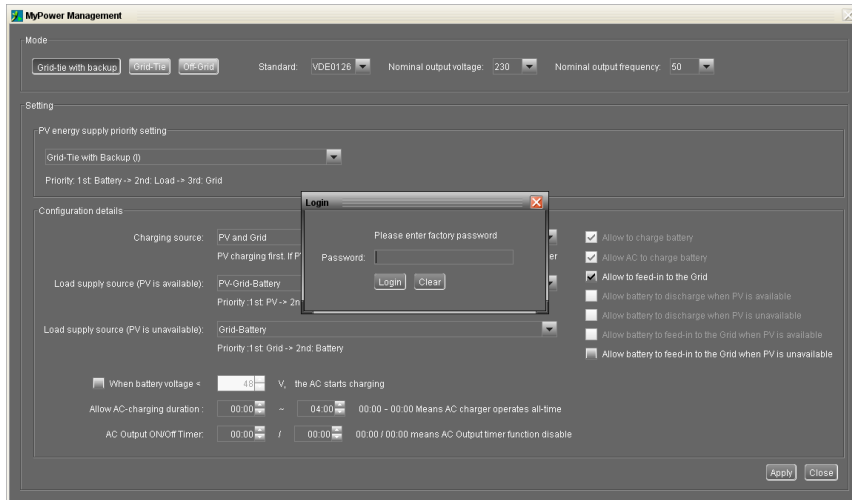 MyPower Management
Mode
Grid-tie with backup Grid-Tie Off-Grid Standard: VDE0126 Nominal output voltage: 230 Nominal output frequency: 50
Setting
PV energy supply priority setting
Grid-Tie with Backup (I)
Priority: 1st: Battery-> 2nd: Load -> 3rd: Grid
Login
Please enter factory password
Password:
Login Clear
Configuration details
Charging source: PV and Grid
PV charging first. If P er
Load supply source (PV is available): PV-Grid-Battery
Priority :1st: PV -> 2n
Load supply source (PV is unavailable): Grid-Battery
Priority :1st: Grid -> 2nd: Battery
Allow to charge battery
Allow AC to charge battery
Allow to feed-in to the Grid
Allow battery to discharge when PV is available
Allow battery to discharge when PV is unavailable
Allow battery to feed-in to the Grid when PV is available
Allow battery to feed-in to the Grid when PV is unavailable
When battery voltage < 48 V, the AC starts charging
Allow AC-charging duration : 00:00 ~ 04:00 00:00 - 00:00 Means AC charger operates all-time
AC Output ON/Off Timer: 00:00 / 00:00 00:00 / 00:00 means AC Output timer function disable
Apply Close